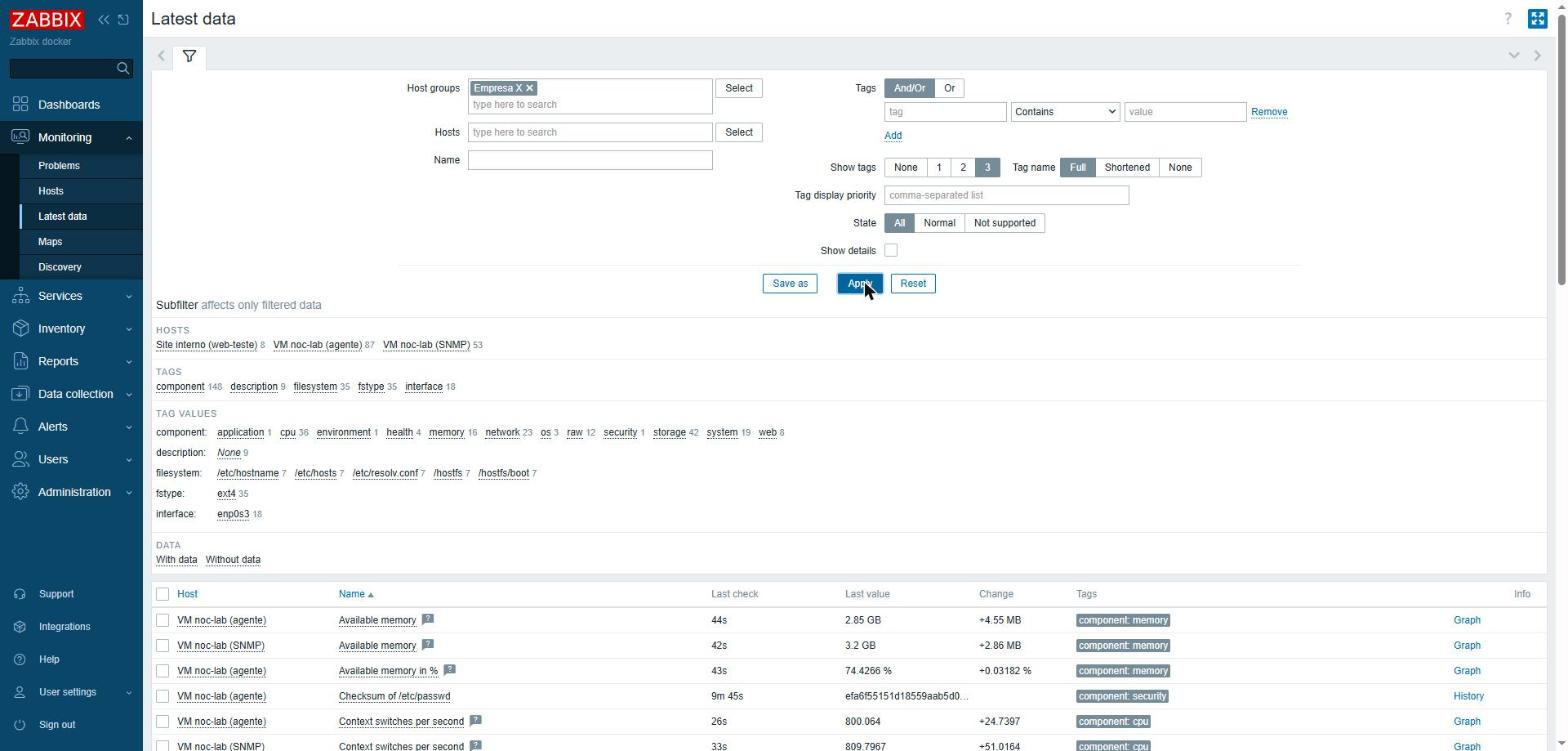 ZABBIX
Zabbix docker
Dashboards
Monitoring
Problems
Hosts
Latest data
Maps
Discovery
Services
Inventory
Reports
Data collection
Alerts
Users
Administration
Support
Integrations
Help
User settings
Sign out
Latest data
?
Host groups Empresa X type here to search Select
Hosts type here to search Select
Name
Tags And/Or Or
tag Contains value Remove
Add
Show tags None 1 2 3 Tag name Full Shortened None
Tag display priority comma-separated list
State All Normal Not supported
Show details
Save as Apply Reset
Subfilter affects only filtered data
HOSTS
Site interno (web-teste) 8 VM noc-lab (agente) 87 VM noc-lab (SNMP) 53
TAGS
component 148 description 9 filesystem 35 fstype 35 interface 18
TAG VALUES
component: application 1 cpu 36 environment 1 health 4 memory 16 network 23 os 3 raw 12 security 1 storage 42 system 19 web 8
description: None 9
filesystem: /etc/hostname 7 /etc/hosts 7 /etc/resolv.conf 7 /hostfs 7 /hostfs/boot 7
fstype: ext4 35
interface: enp0s3 18
DATA
With data Without data
Host Name Last check Last value Change Tags Info
VM noc-lab (agente) Available memory ? 44s 2.85 GB +4.55 MB component: memory Graph
VM noc-lab (SNMP) Available memory ? 42s 3.2 GB +2.86 MB component: memory Graph
VM noc-lab (agente) Available memory in % ? 43s 74.4266 % +0.03182 % component: memory Graph
VM noc-lab (agente) Checksum of /etc/passwd 9m 45s efa6f55151d18559aab5d0... component: security History
VM noc-lab (agente) Context switches per second ? 26s 800.064 +24.7397 component: cpu Graph
VM noc-lab (SNMP) Context switches per second ? 33s 809.7967 +51.0164 component: cpu Graph